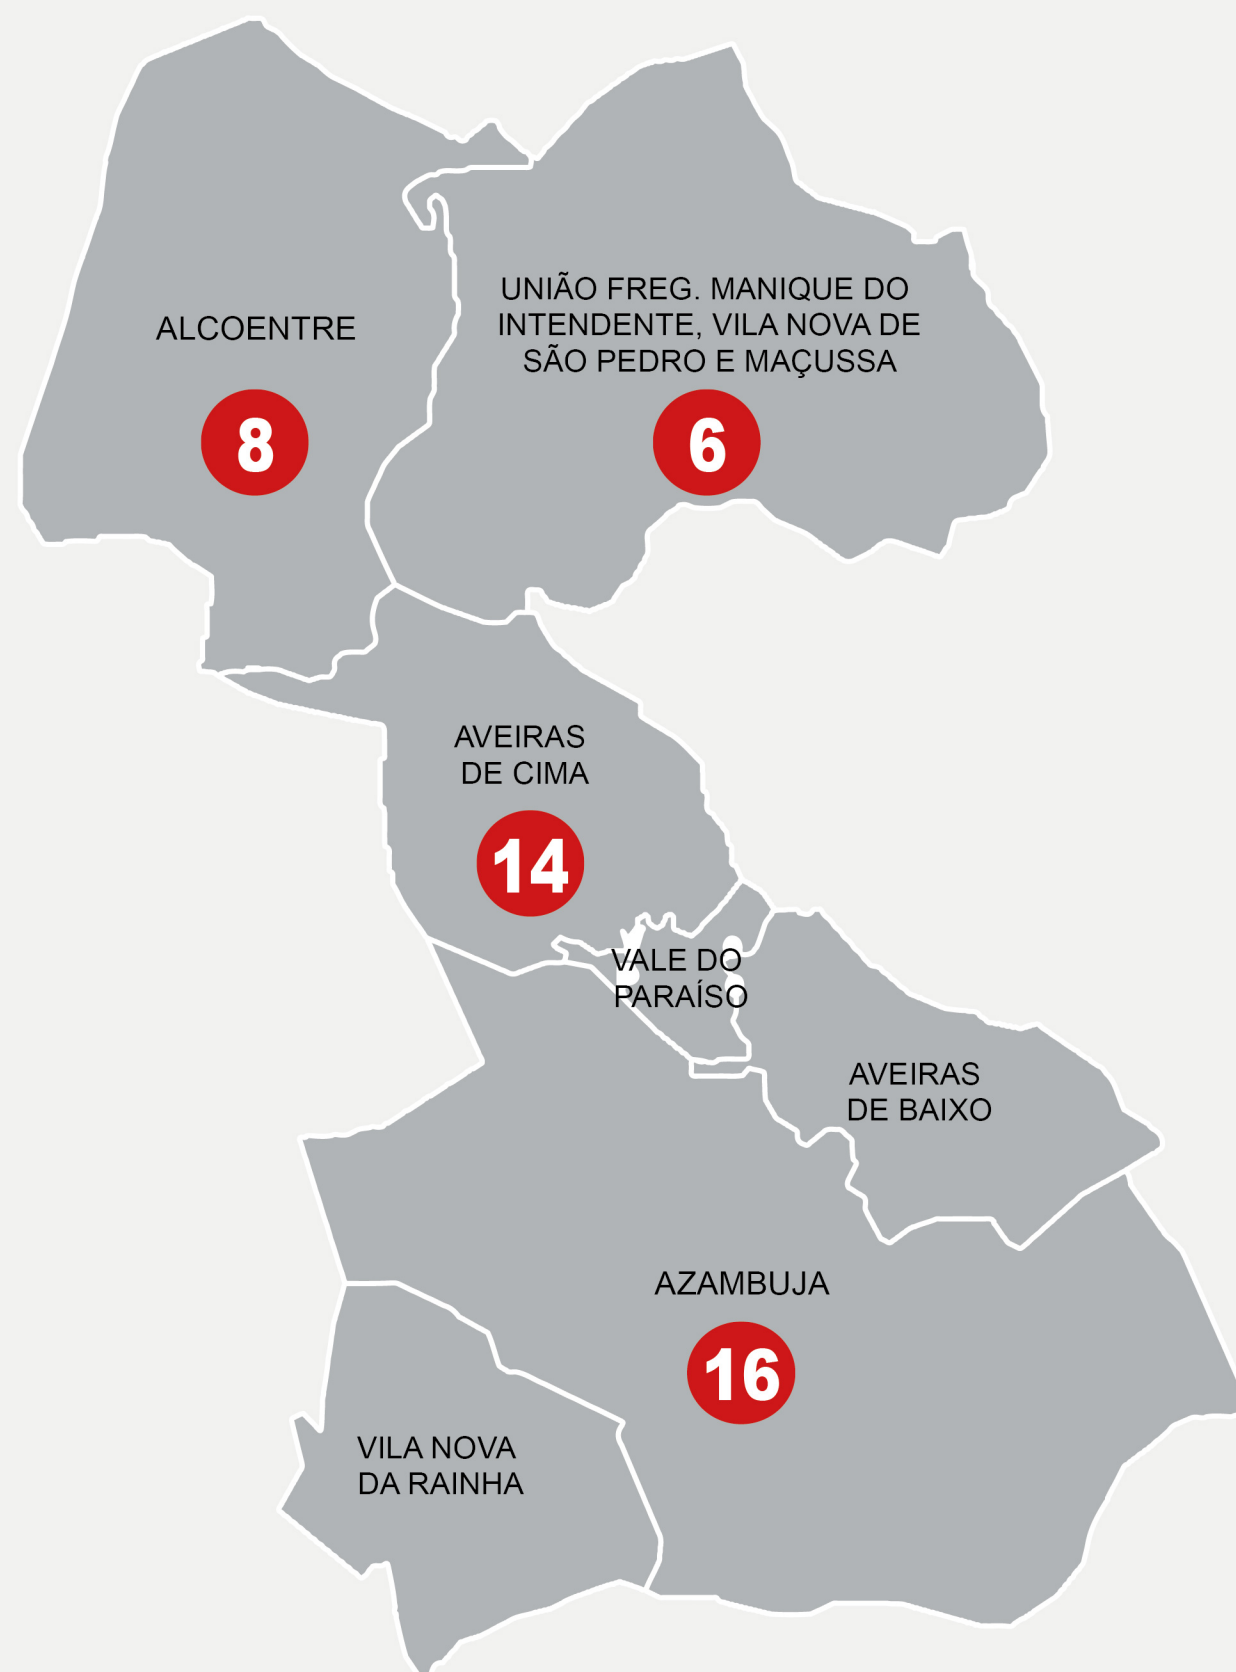 ALCOENTRE
8
UNIÃO FREG. MANIQUE DO
INTENDENTE, VILA NOVA DE
SÃO PEDRO E MAÇUSSA
6
AVEIRAS
DE CIMA
14
VALE DO
PARAÍSO
AVEIRAS
DE BAIXO
AZAMBUJA
16
VILA NOVA
DA RAINHA